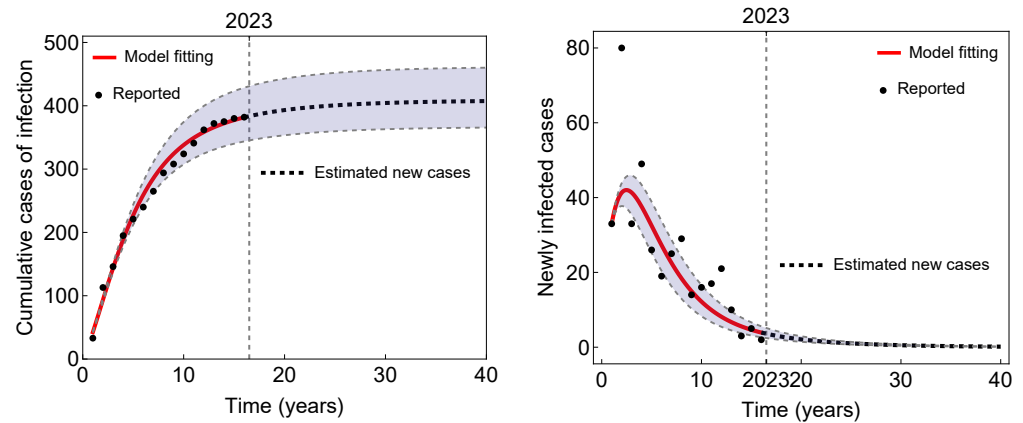 2023
500
400
300
200
100
0
Cumulative cases of infection
Model fitting
Reported
Estimated new cases
0 10 20 30 40
Time (years)
2023
80
60
40
20
0
Newly infected cases
Model fitting
Reported
Estimated new cases
0 10 2023 20 30 40
Time (years)